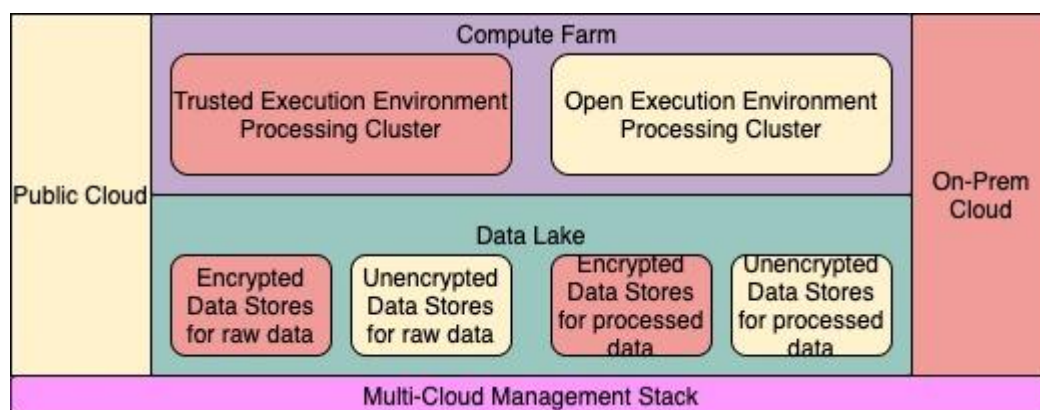 Compute Farm
Trusted Execution Environment
Processing Cluster
Open Execution Environment
Processing Cluster
Public Cloud
On-Prem
Cloud
Data Lake
Encrypted
Data Stores
for raw data
Unencrypted
Data Stores
for raw data
Encrypted
Data Stores
for processed
data
Unencrypted
Data Stores
for processed
data
Multi-Cloud Management Stack